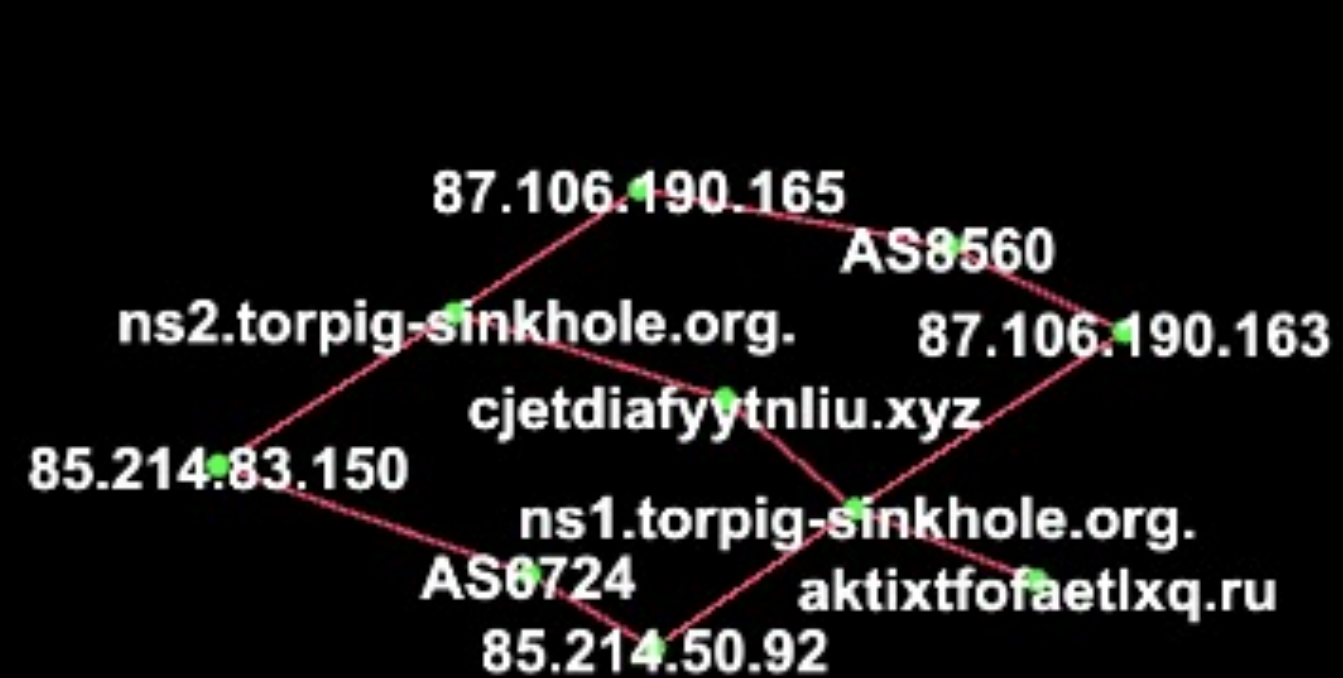 87.106.190.165
AS8560
ns2.torpig-sinkhole.org.
87.106.190.163
cjetdiafyytnliu.xyz
85.214.83.150
ns1.torpig-sinkhole.org.
AS6724
aktixtfofaetlxq.ru
85.214.50.92